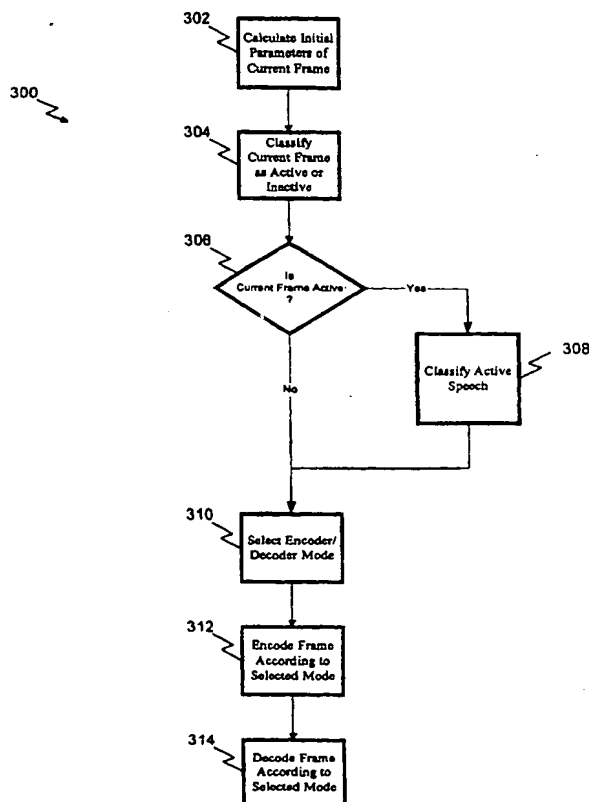 302
Calculate Initial
Parameters of
Current Frame
300
304
Classify
Current Frame
as Active or
Inactive
306
Is
Current Frame Active
?
Yes
308
Classify Active
Speech
No
310
Select Encoder/
Decoder Mode
312
Encode Frame
According to
Selected Mode
314
Decode Frame
According to
Selected Mode